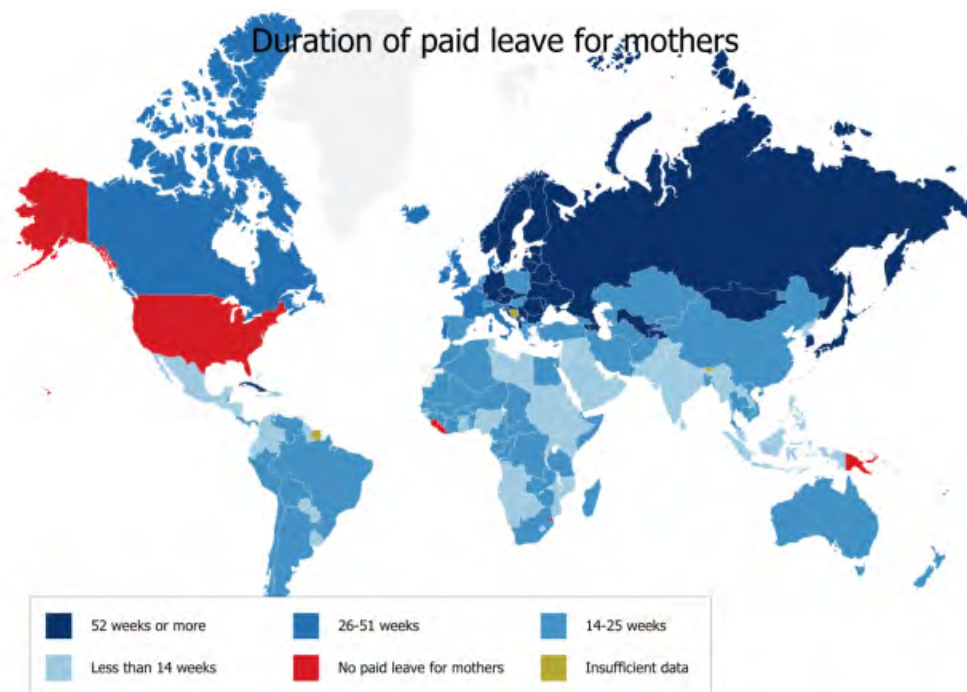 Duration of paid leave for mothers
52 weeks or more
26-51 weeks
14-25 weeks
Less than 14 weeks
No paid leave for mothers
Insufficient data